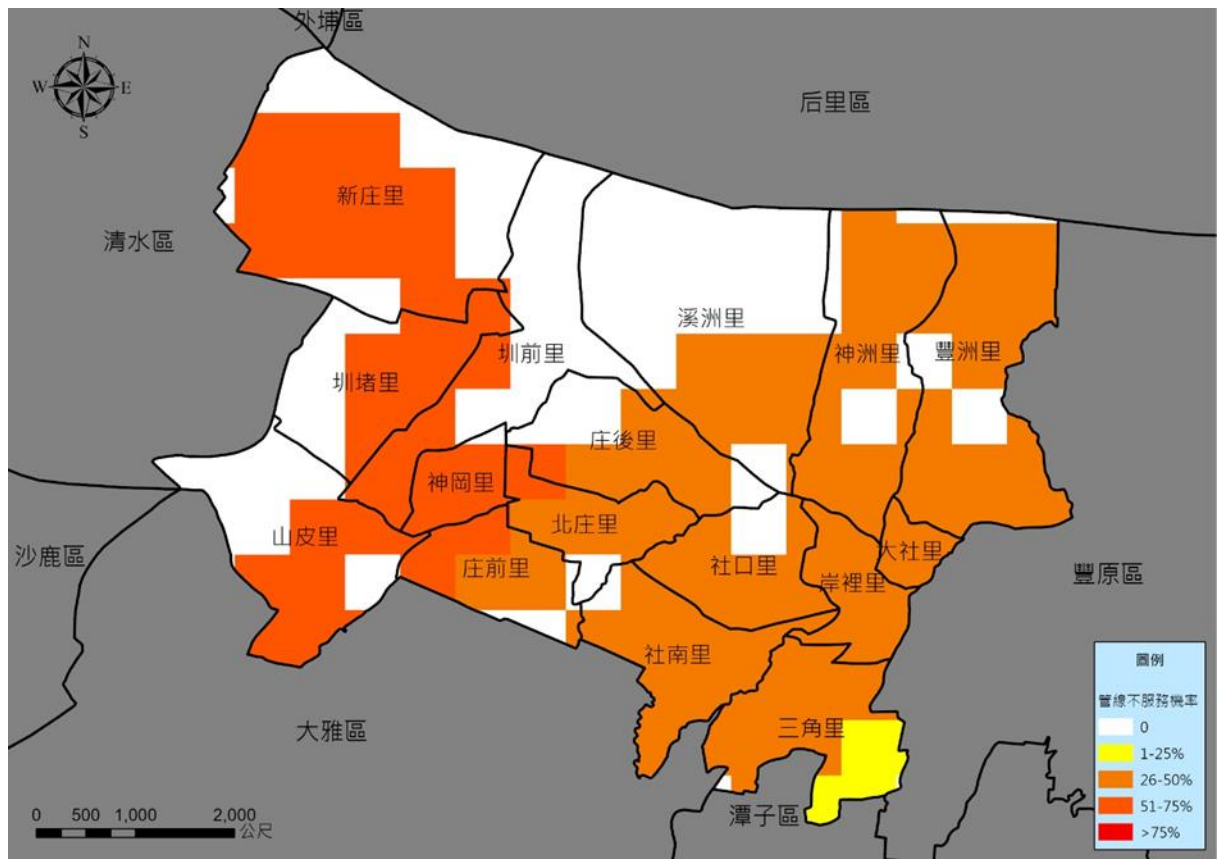 外埔區
N
W E
S
后里區
新庄里
清水區
溪洲里
圳前里
神洲里
豐洲里
圳堵里
庄後里
神岡里
北庄里
山皮里
大社里
沙鹿區
庄前里
社口里
岸裡里
豐原區
社南里
大雅區
三角里
潭子區
圖例
管線不服務機率
0
1-25%
26-50%
51-75%
>75%
0 500 1,000 2,000
公尺